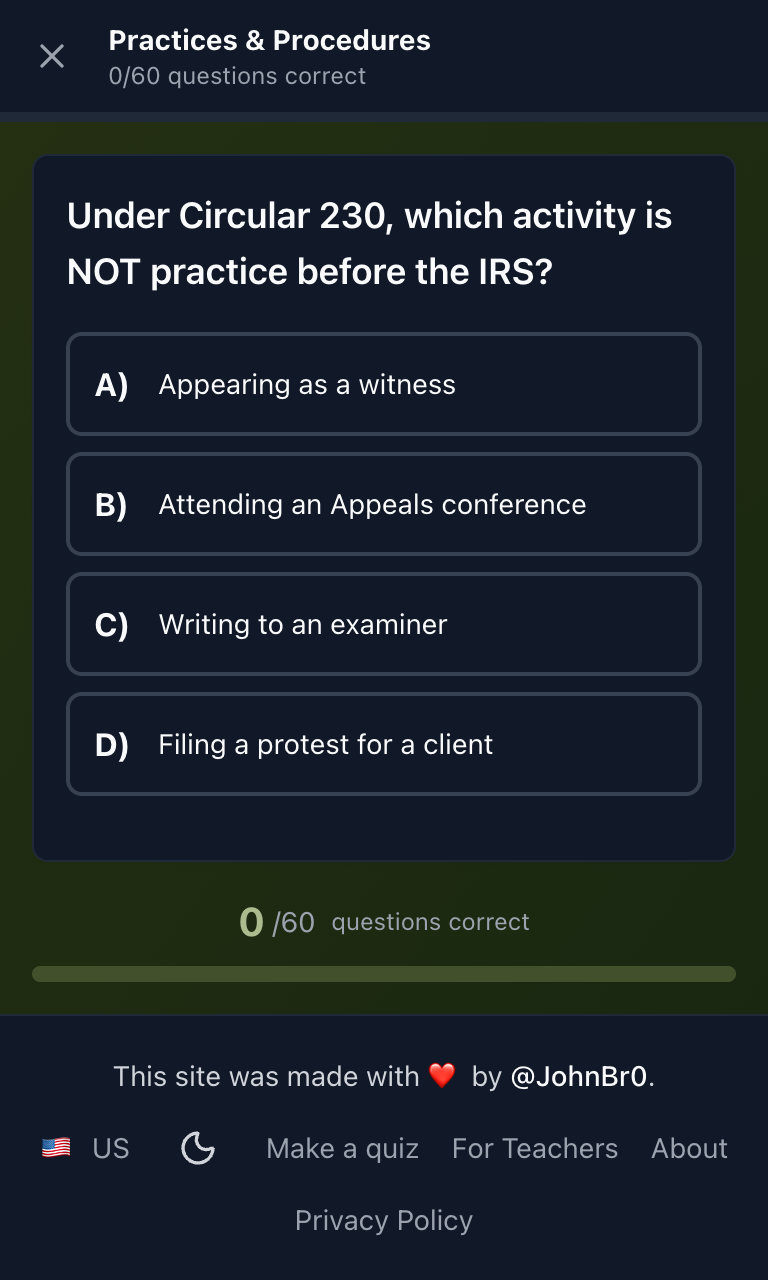 Practices & Procedures
0/60 questions correct
Under Circular 230, which activity is
NOT practice before the IRS?
A) Appearing as a witness
B) Attending an Appeals conference
C) Writing to an examiner
D) Filing a protest for a client
0 /60 questions correct
This site was made with ❤️ by @JohnBr0.
🇺🇸 US Make a quiz For Teachers About
Privacy Policy